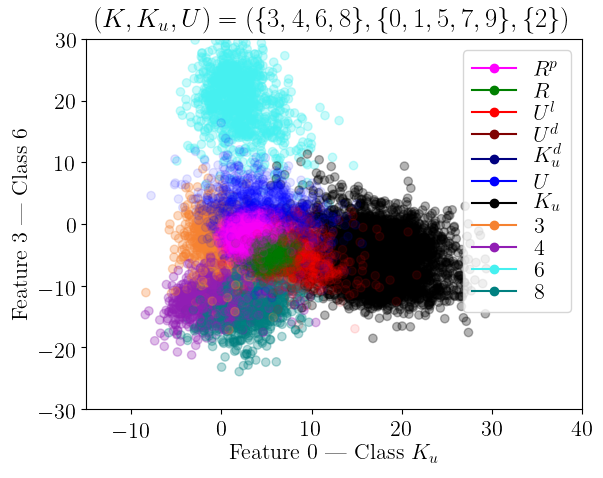 (K, K_u, U) = ({3, 4, 6, 8}, {0, 1, 5, 7, 9}, {2})
30
20
10
0
−10
−20
−30
Feature 3 — Class 6
R^p
R
U^l
U^d
K_u^d
U
K_u
3
4
6
8
−10
0
10
20
30
40
Feature 0 — Class K_u